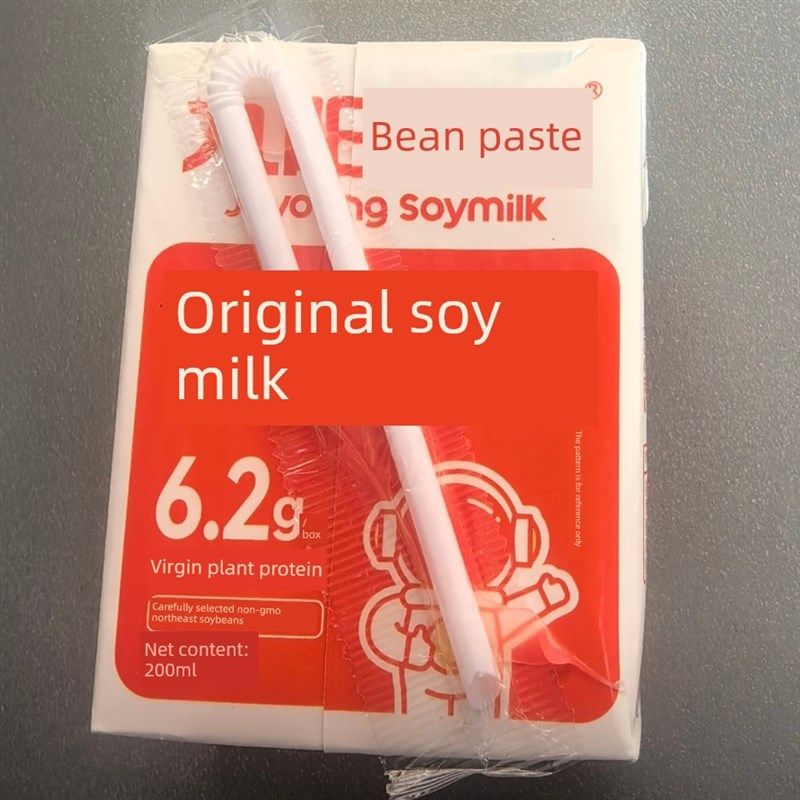 ®
Bean paste
Joyoung Soymilk
Original soy
milk
6.2g/
box
The pattern is for reference only
Virgin plant protein
Carefully selected non-gmo
northeast soybeans
Net content:
200ml